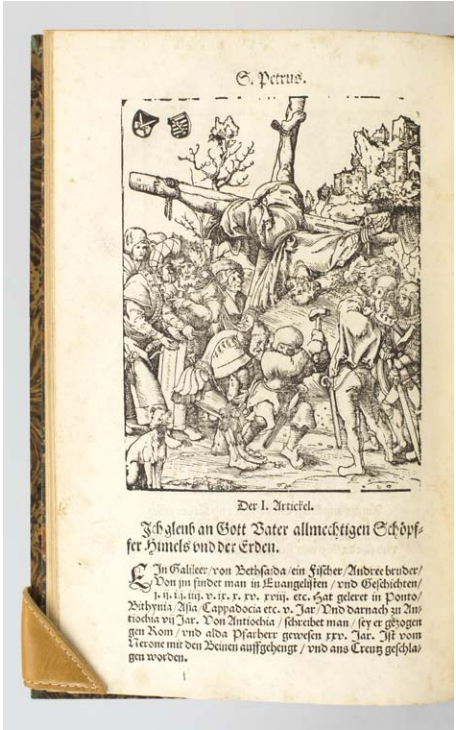 S. Petrus.
Der I. Artickel.
Ich gleub an Gott Vater allmechtigen Schöpf-
fer Himels vnd der Erden.
EIn Galileer/von Bethsaida/ein Fischer/Andree bruder/
Von jm findet man in Euangelisten/vnd Geschichten/
j. ij. i.j. iiij. v. ix. x. xv. xviij. etc. Hat geleret in Ponto/
Bithynia/Asia/Cappadocia etc. v. Jar/Vnd darnach zu An-
tiochia vij Jar. Von Antiochia/schreibet man/sey er gezogen
gen Rom/vnd alda Pfarherr gewesen xxv. Jar. Ist vom
Nerone mit den Beinen auffgehengt/vnd ans Creutz geschla-
gen worden.